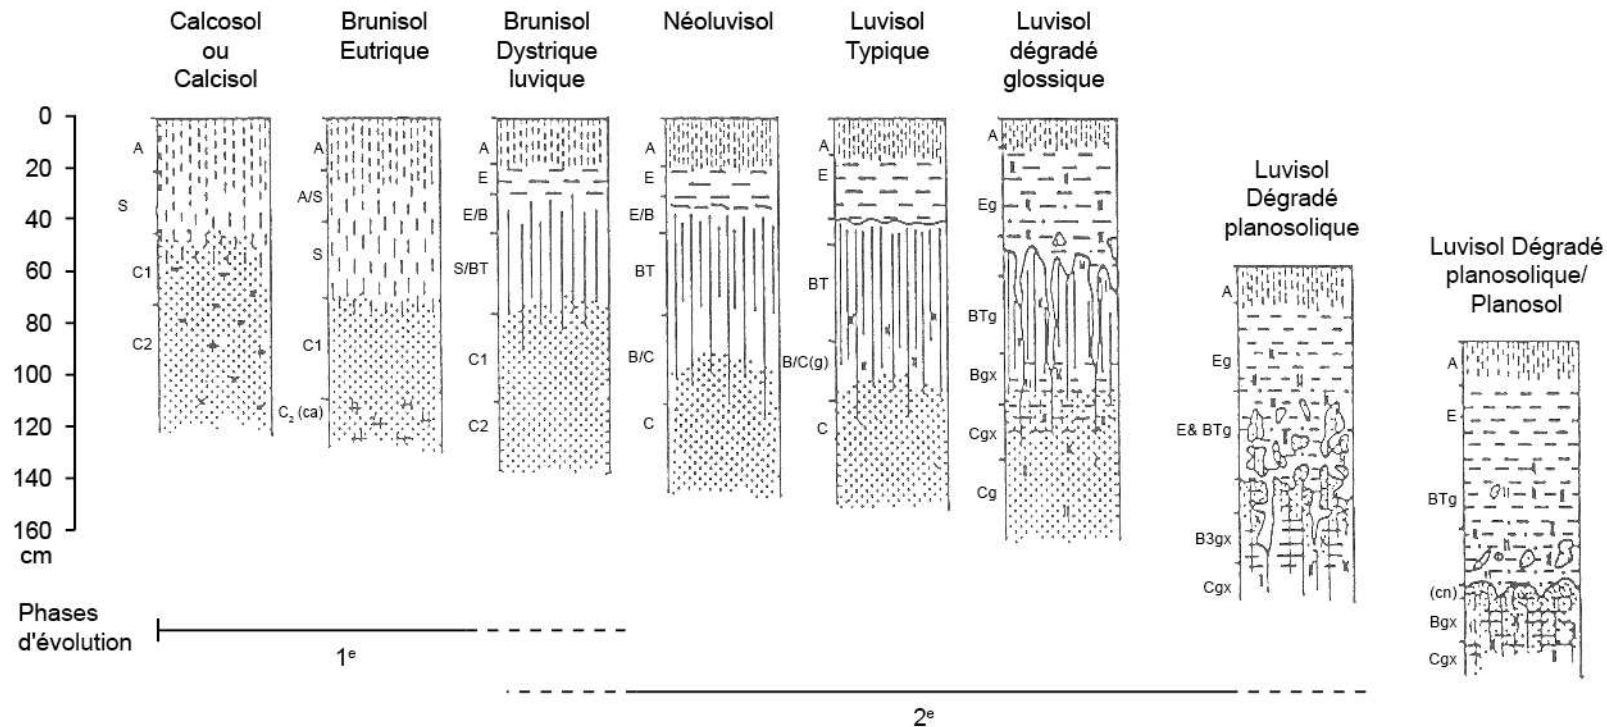 Calcosol
ou
Calcisol
Brunisol
Eutrique
Brunisol
Dystrique
luvique
Néoluvisol
Luvisol
Typique
Luvisol
dégradé
glossique
Luvisol
Dégradé
planosolique
Luvisol Dégradé
planosolique/
Planosol
0
20
40
60
80
100
120
140
160
cm
A
S
C1
C2
A
A/S
S
C1
C₂ (ca)
A
E
E/B
S/BT
C1
C2
A
E
E/B
BT
B/C
C
A
E
BT
B/C(g)
C
A
Eg
BTg
Bgx
Cgx
Cg
A
Eg
E& BTg
B3gx
Cgx
A
E
BTg
(cn)
Bgx
Cgx
Phases
d'évolution
1ᵉ
2ᵉ